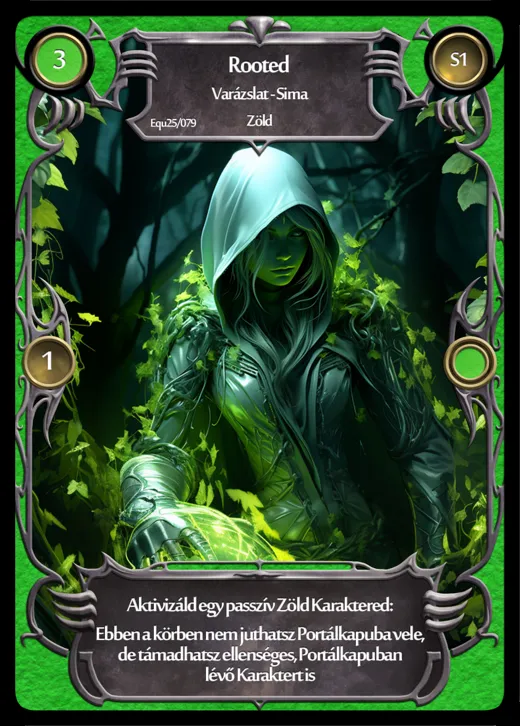 3
Rooted
S1
Varázslat - Sima
Equ25/079
Zöld
1
Aktivizáld egy passzív Zöld Karaktered:
Ebben a körben nem juthatsz Portálkapuba vele,
de támadhatsz ellenséges, Portálkapuban
lévő Karaktert is